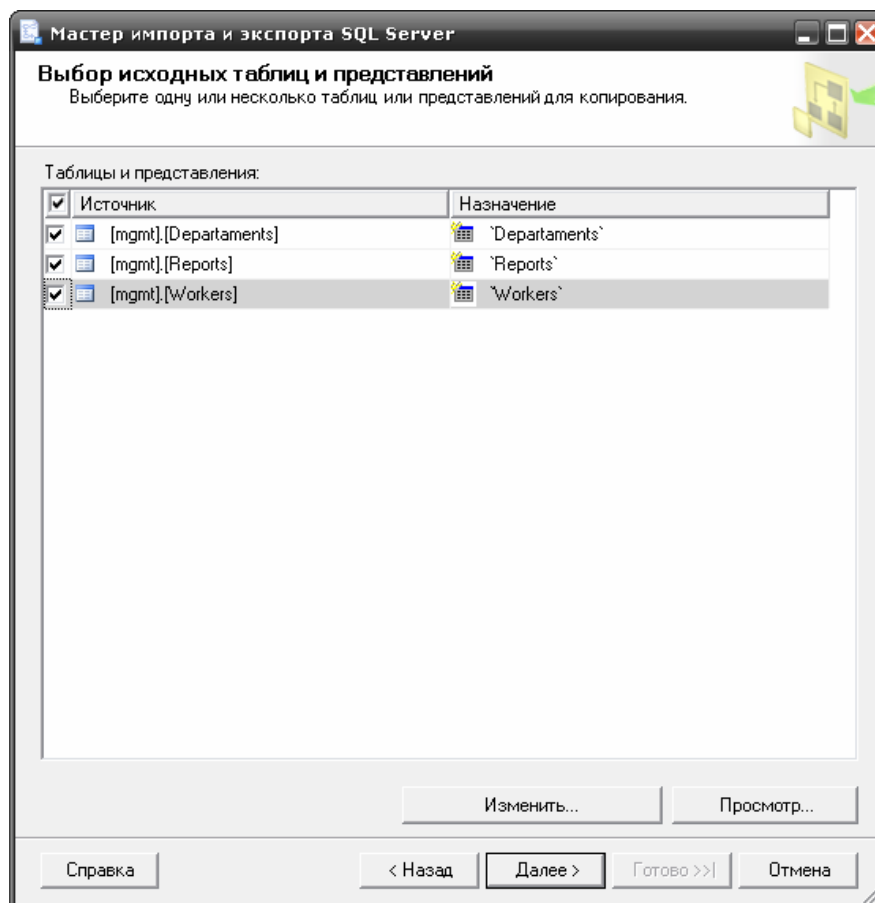 Мастер импорта и экспорта SQL Server
Выбор исходных таблиц и представлений
Выберите одну или несколько таблиц или представлений для копирования.
Таблицы и представления:
Источник Назначение
[mgmt].[Departaments] `Departaments`
[mgmt].[Reports] `Reports`
[mgmt].[Workers] `Workers`
Изменить... Просмотр...
Справка < Назад Далее > Готово >>| Отмена